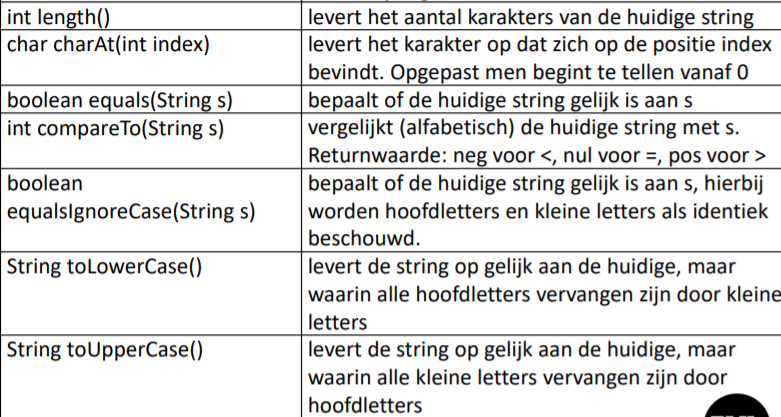 int length()
levert het aantal karakters van de huidige string
char charAt(int index)
levert het karakter op dat zich op de positie index
bevindt. Opgepast men begint te tellen vanaf 0
boolean equals(String s)
bepaalt of de huidige string gelijk is aan s
int compareTo(String s)
vergelijkt (alfabetisch) de huidige string met s.
Returnwaarde: neg voor <, nul voor =, pos voor >
boolean
equalsIgnoreCase(String s)
bepaalt of de huidige string gelijk is aan s, hierbij
worden hoofdletters en kleine letters als identiek
beschouwd.
String toLowerCase()
levert de string op gelijk aan de huidige, maar
waarin alle hoofdletters vervangen zijn door kleine
letters
String toUpperCase()
levert de string op gelijk aan de huidige, maar
waarin alle kleine letters vervangen zijn door
hoofdletters